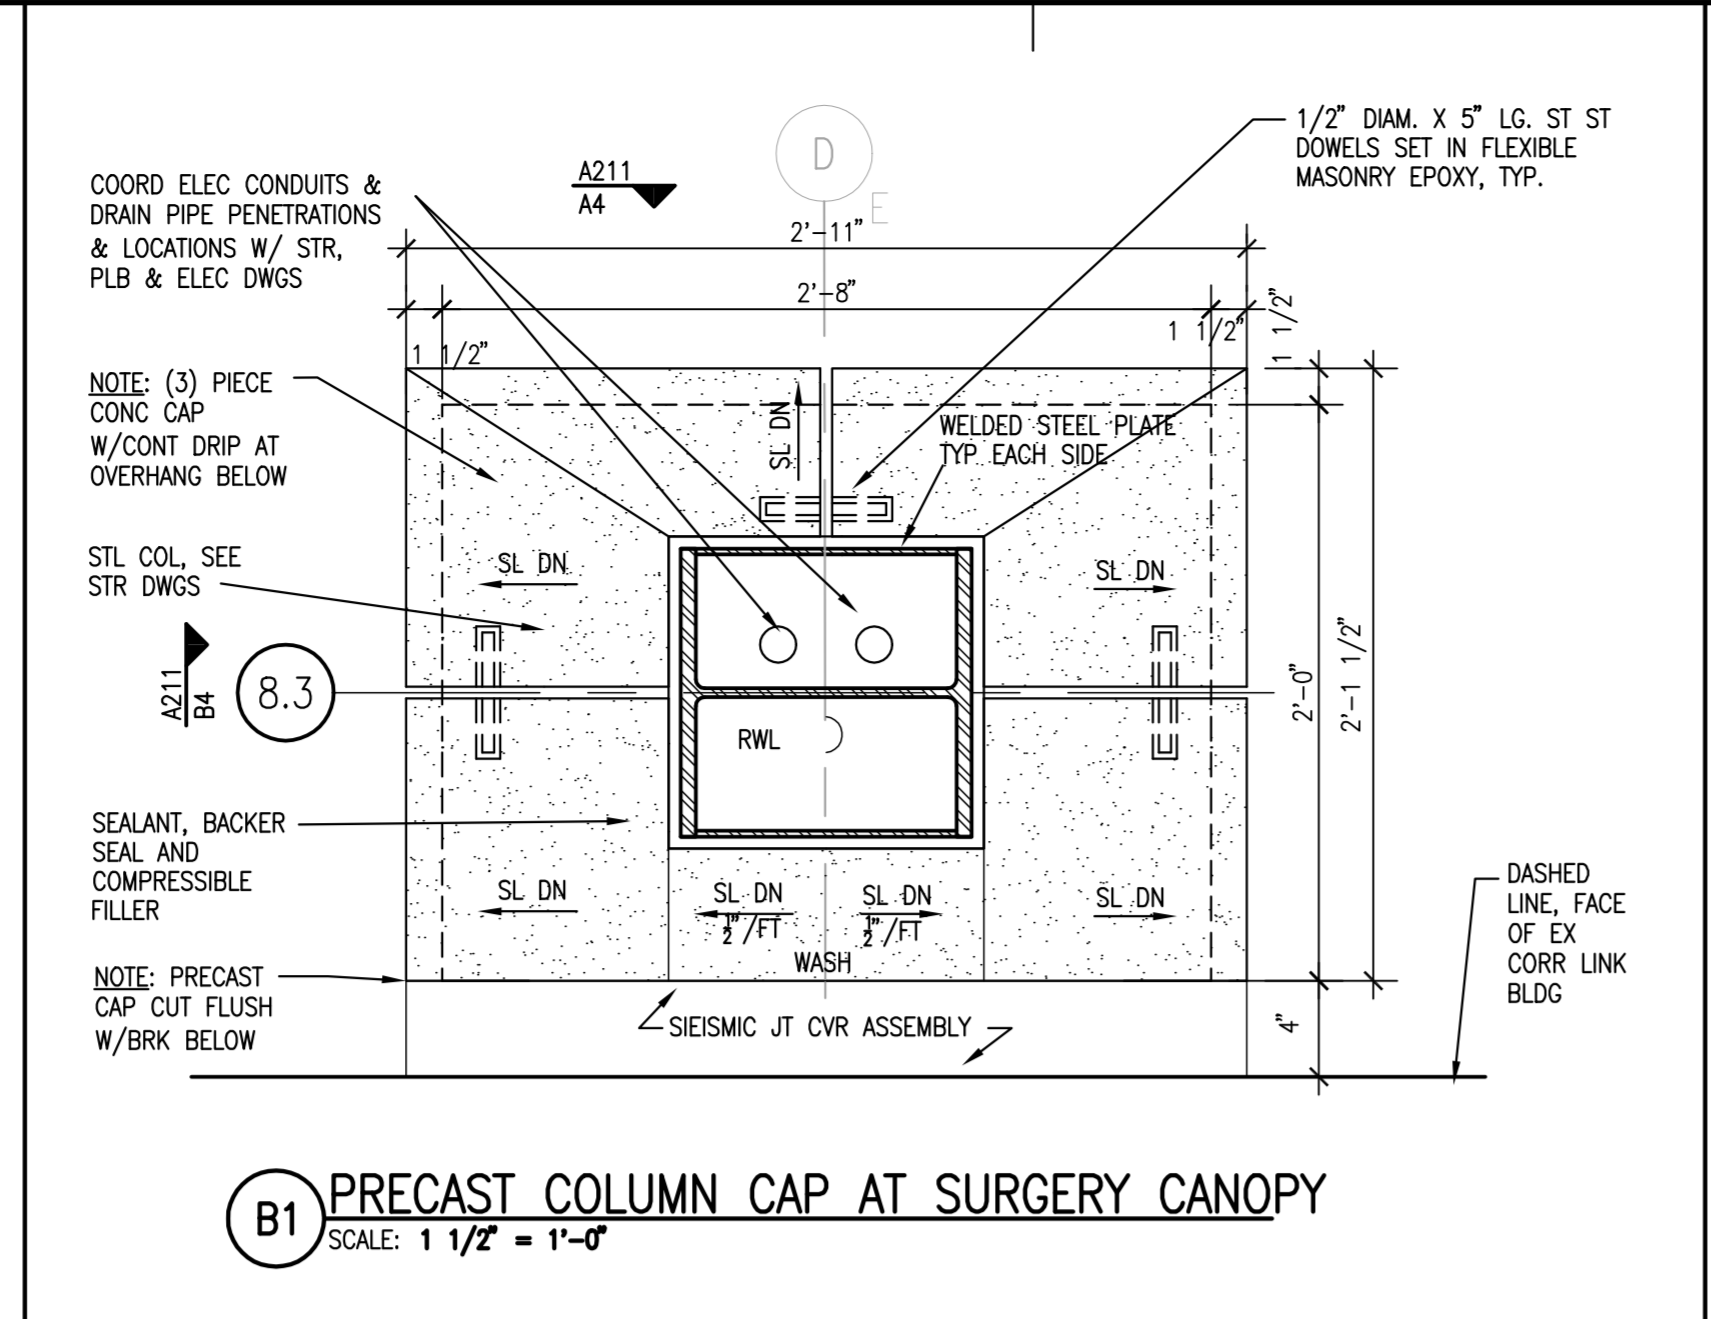 D
E
A211
A4
1/2" DIAM. X 5" LG. ST ST
DOWELS SET IN FLEXIBLE
MASONRY EPOXY, TYP.
COORD ELEC CONDUITS &
DRAIN PIPE PENETRATIONS
& LOCATIONS W/ STR,
PLB & ELEC DWGS
2'-11"
2'-8"
1 1/2"
1 1/2"
1 1/2"
NOTE: (3) PIECE
CONC CAP
W/CONT DRIP AT
OVERHANG BELOW
SL DN
WELDED STEEL PLATE
TYP EACH SIDE
STL COL, SEE
STR DWGS
SL DN
SL DN
A211
B4
8.3
2'-0"
2'-1 1/2"
RWL
SEALANT, BACKER
SEAL AND
COMPRESSIBLE
FILLER
SL DN
SL DN
1/2"/FT
SL DN
1/2"/FT
SL DN
WASH
DASHED
LINE, FACE
OF EX
CORR LINK
BLDG
NOTE: PRECAST
CAP CUT FLUSH
W/BRK BELOW
SIEISMIC JT CVR ASSEMBLY
4"
B1
PRECAST COLUMN CAP AT SURGERY CANOPY
SCALE: 1 1/2" = 1'-0"